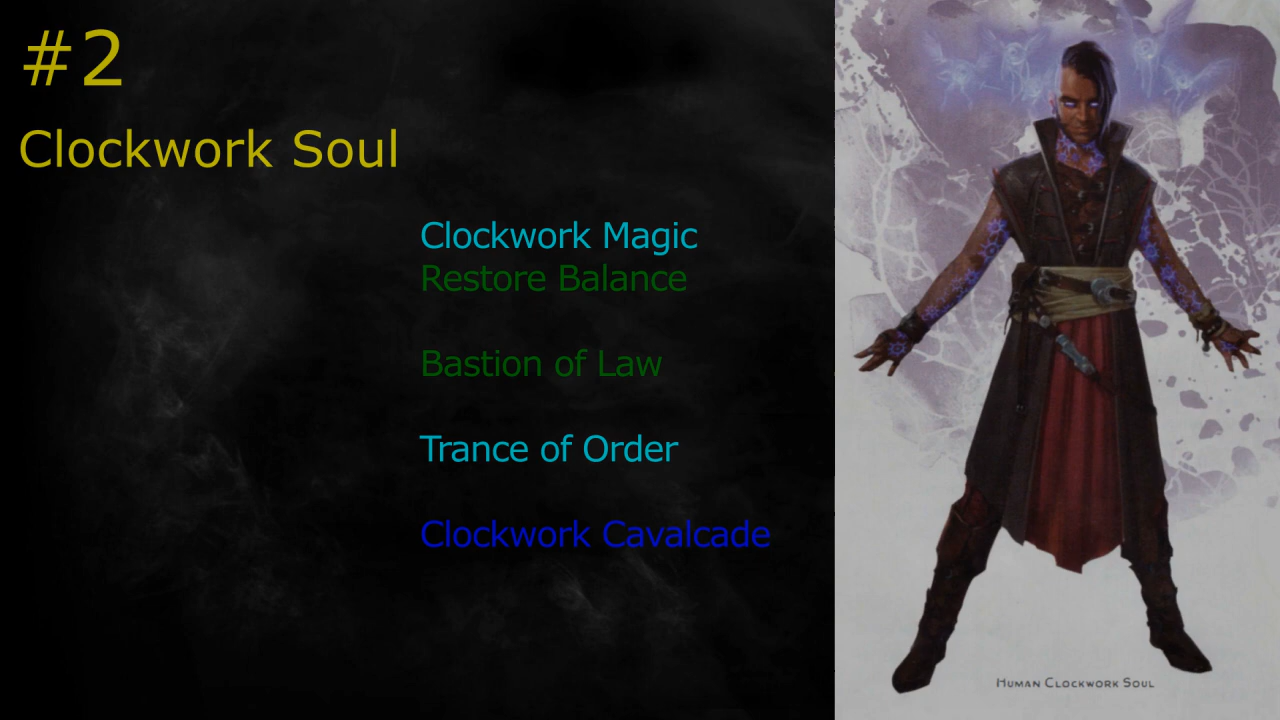 #2
Clockwork Soul
Clockwork Magic
Restore Balance
Bastion of Law
Trance of Order
Clockwork Cavalcade
Human Clockwork Soul